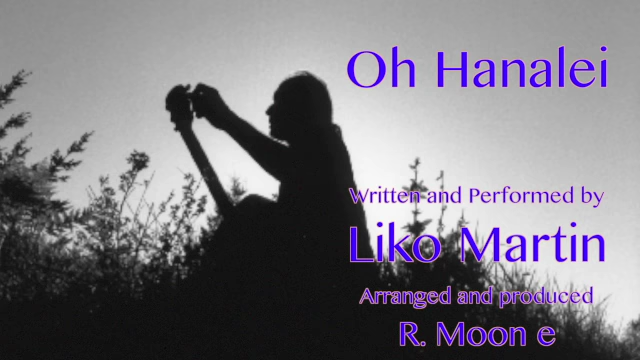 Oh Hanalei
Written and Performed by
Liko Martin
Arranged and produced
R. Moon e